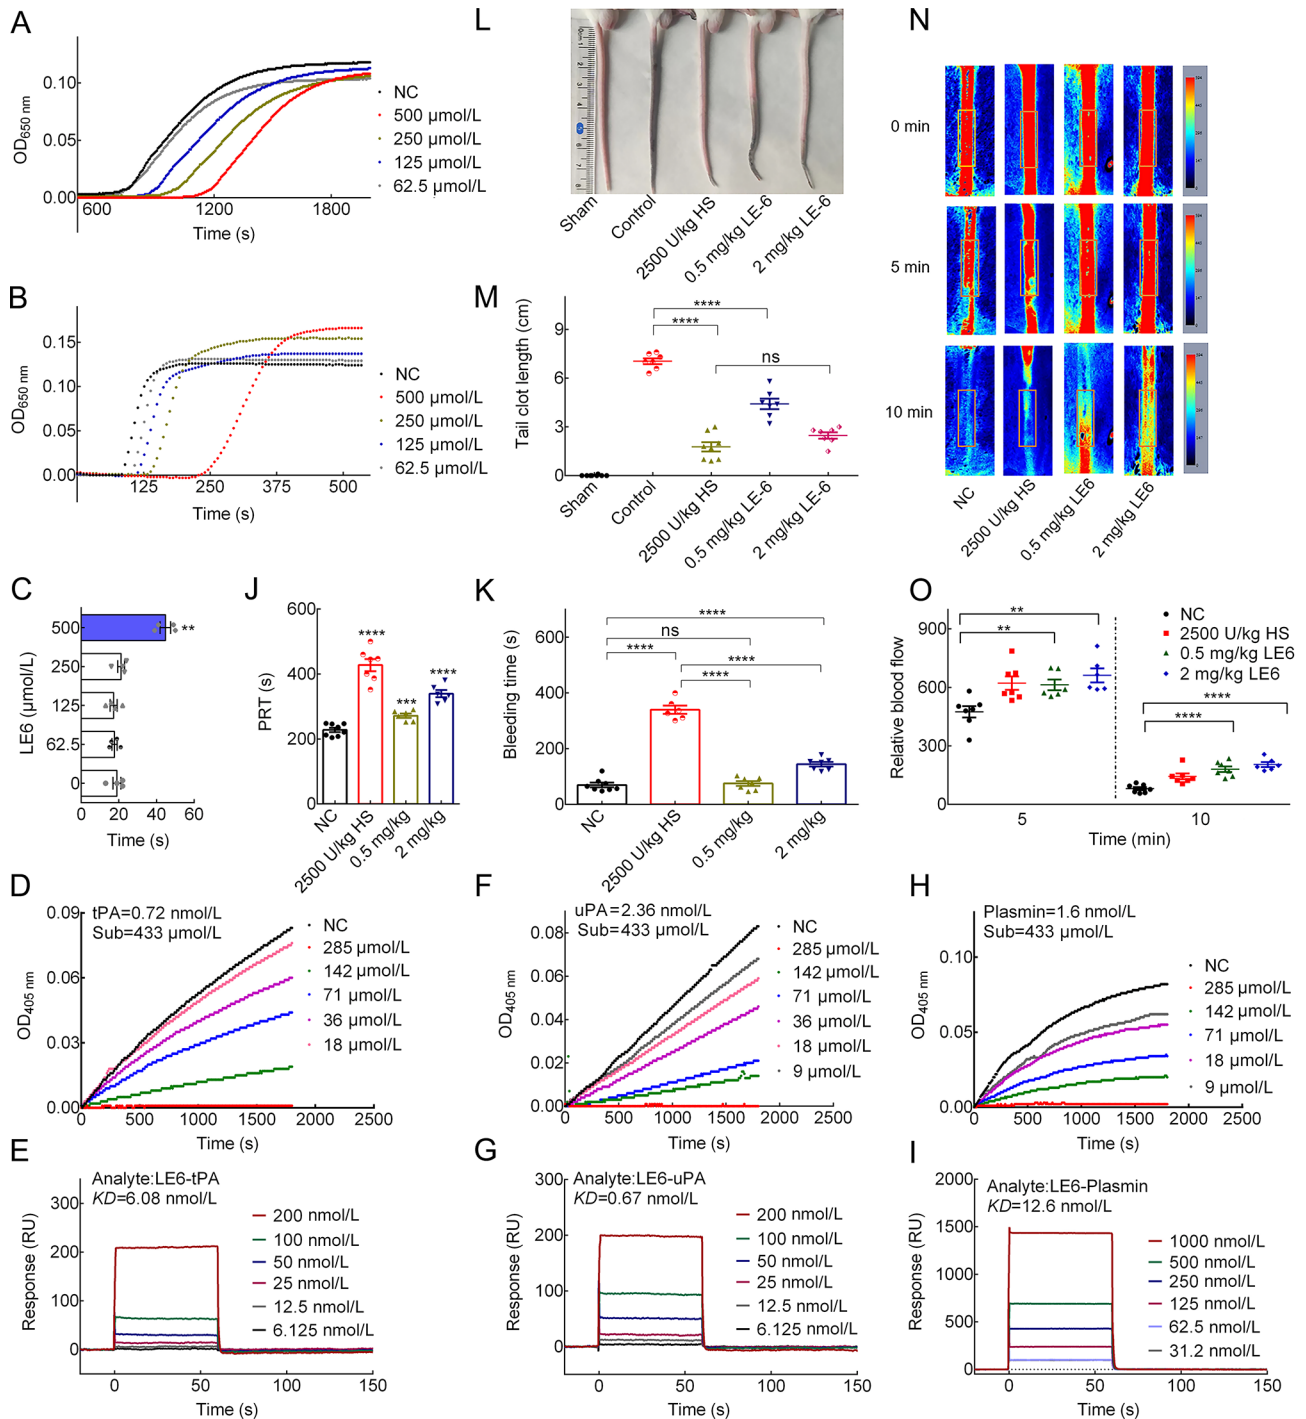 A
OD650 nm
0.10
0.05
0.00
600
1200
1800
Time (s)
NC
500 µmol/L
250 µmol/L
125 µmol/L
62.5 µmol/L
B
OD650 nm
0.15
0.10
0.05
0.00
125
250
375
500
Time (s)
NC
500 µmol/L
250 µmol/L
125 µmol/L
62.5 µmol/L
L
Sham
Control
2500 U/kg HS
0.5 mg/kg LE-6
2 mg/kg LE-6
M
Tail clot length (cm)
9
6
3
0
****
****
ns
Sham
Control
2500 U/kg HS
0.5 mg/kg LE-6
2 mg/kg LE-6
N
0 min
5 min
10 min
NC
2500 U/kg HS
0.5 mg/kg LE6
2 mg/kg LE6
C
LE6 (µmol/L)
500
250
125
62.5
0
**
0
20
40
60
Time (s)
J
PRT (s)
600
400
200
0
****
***
****
NC
2500 U/kg HS
0.5 mg/kg
2 mg/kg
K
Bleeding time (s)
600
400
200
0
****
ns
****
****
****
NC
2500 U/kg HS
0.5 mg/kg
2 mg/kg
O
Relative blood flow
900
600
300
0
**
**
****
****
NC
2500 U/kg HS
0.5 mg/kg LE6
2 mg/kg LE6
5
10
Time (min)
D
tPA=0.72 nmol/L
Sub=433 µmol/L
OD405 nm
0.09
0.06
0.03
0.00
0
500
1000
1500
2000
2500
Time (s)
NC
285 µmol/L
142 µmol/L
71 µmol/L
36 µmol/L
18 µmol/L
F
uPA=2.36 nmol/L
Sub=433 µmol/L
OD405 nm
0.08
0.06
0.04
0.02
0.00
0
500
1000
1500
2000
2500
Time (s)
NC
285 µmol/L
142 µmol/L
71 µmol/L
36 µmol/L
18 µmol/L
9 µmol/L
H
Plasmin=1.6 nmol/L
Sub=433 µmol/L
OD405 nm
0.10
0.05
0.00
0
500
1000
1500
2000
2500
Time (s)
NC
285 µmol/L
142 µmol/L
71 µmol/L
18 µmol/L
9 µmol/L
E
Analyte:LE6-tPA
KD=6.08 nmol/L
Response (RU)
300
200
100
0
0
50
100
150
Time (s)
200 nmol/L
100 nmol/L
50 nmol/L
25 nmol/L
12.5 nmol/L
6.125 nmol/L
G
Analyte:LE6-uPA
KD=0.67 nmol/L
Response (RU)
300
200
100
0
0
50
100
150
Time (s)
200 nmol/L
100 nmol/L
50 nmol/L
25 nmol/L
12.5 nmol/L
6.125 nmol/L
I
Analyte:LE6-Plasmin
KD=12.6 nmol/L
Response (RU)
2000
1500
1000
500
0
0
50
100
150
Time (s)
1000 nmol/L
500 nmol/L
250 nmol/L
125 nmol/L
62.5 nmol/L
31.2 nmol/L